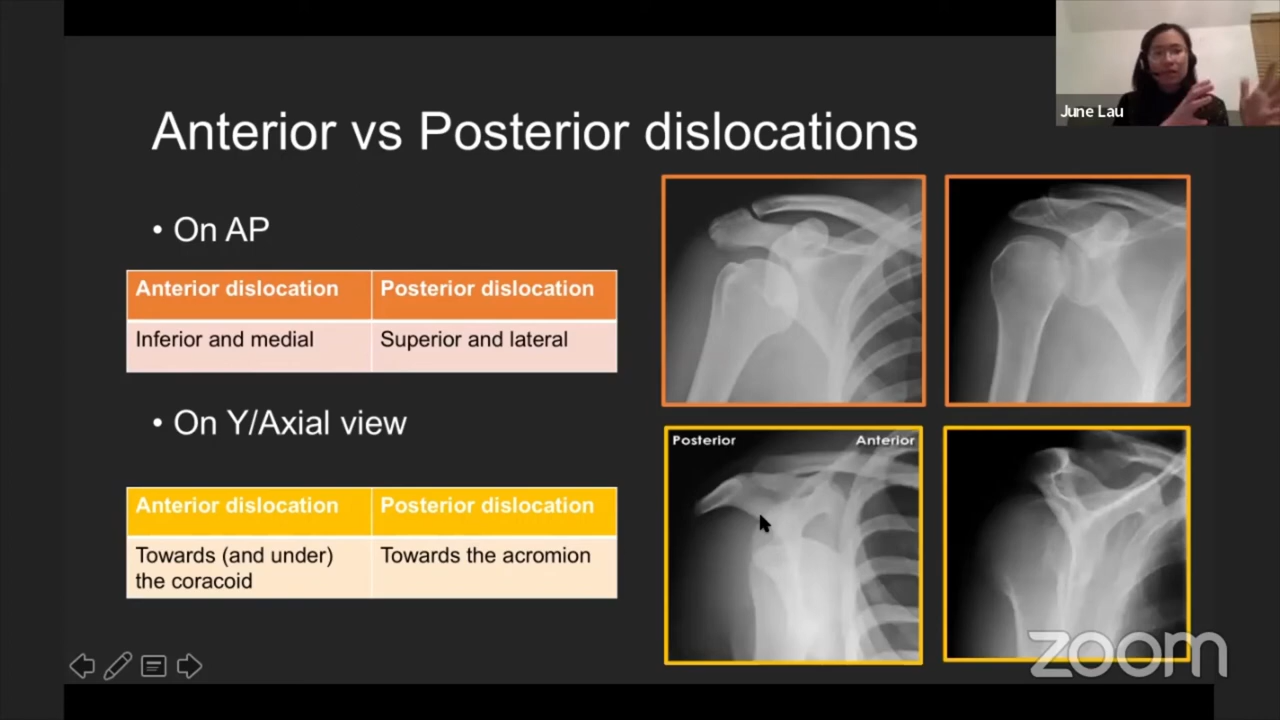 June Lau
Anterior vs Posterior dislocations
• On AP
Anterior dislocation
Posterior dislocation
Inferior and medial
Superior and lateral
• On Y/Axial view
Anterior dislocation
Posterior dislocation
Towards (and under)
the coracoid
Towards the acromion
Posterior
Anterior
zoom